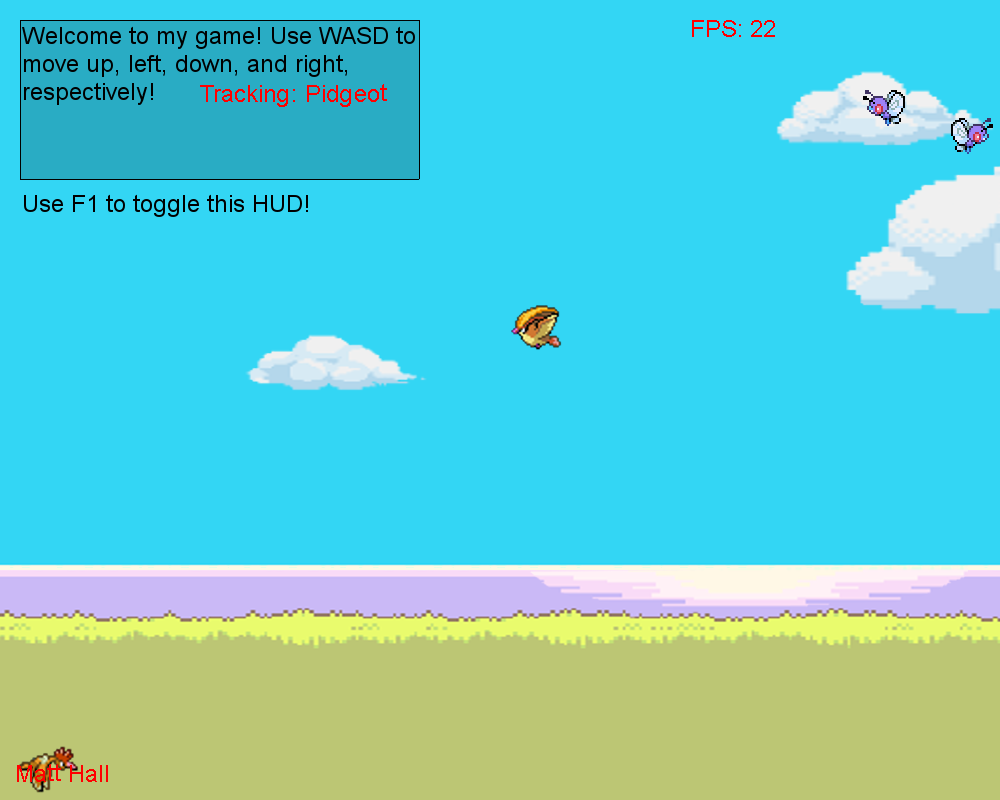 Welcome to my game! Use WASD to
move up, left, down, and right,
respectively!
Tracking: Pidgeot
Use F1 to toggle this HUD!
FPS: 22
Matt Hall